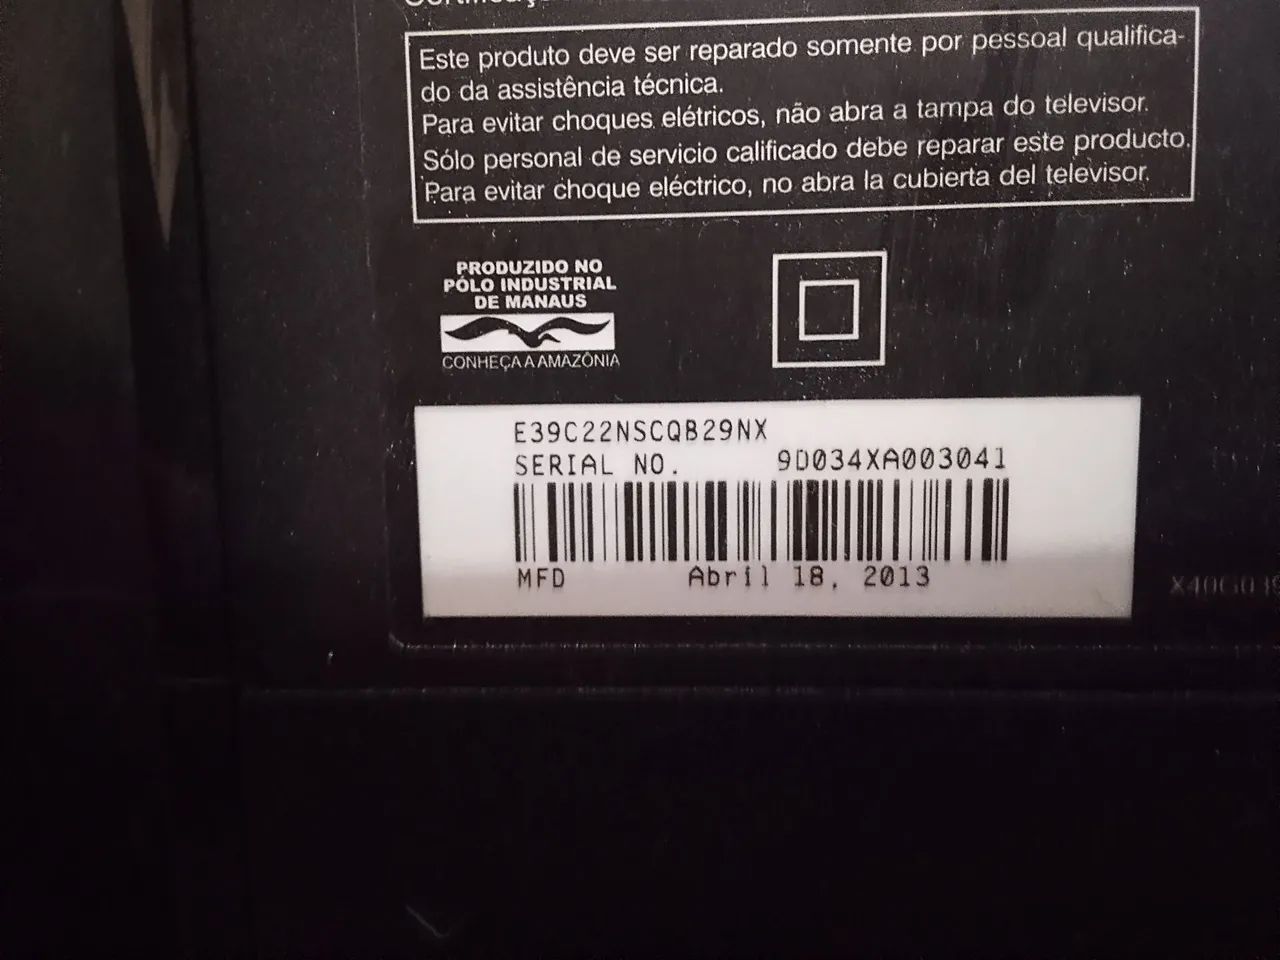 Este produto deve ser reparado somente por pessoal qualifica-
do da assistência técnica.
Para evitar choques elétricos, não abra a tampa do televisor.
Sólo personal de servicio calificado debe reparar este producto.
Para evitar choque eléctrico, no abra la cubierta del televisor.
PRODUZIDO NO
PÓLO INDUSTRIAL
DE MANAUS
CONHEÇA A AMAZÔNIA
E39C22NSCQB29NX
SERIAL NO. 9D034XA003041
MFD Abril 18, 2013